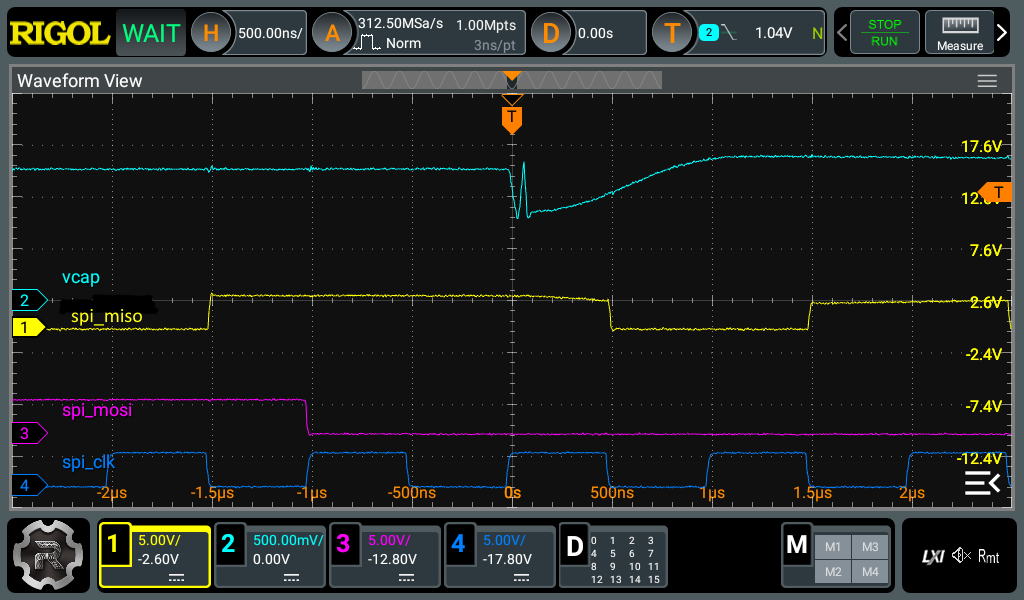 RIGOL WAIT H 500.00ns/ A 312.50MSa/s 1.00Mpts D 0.00s T 2 1.04V N STOP
Norm 3ns/pt RUN Measure
Waveform View
T
17.6V
T
7.6V
vcap
2 2.6V
spi_miso
1
-2.4V
spi_mosi -7.4V
3
spi_clk -12.4V
4
-2µs -1.5µs -1µs -500ns 0s 500ns 1µs 1.5µs 2µs
1 5.00V/ 2 500.00mV/ 3 5.00V/ 4 5.00V/ D 0 1 2 3 M M1 M3 LXI Rmt
-2.60V 0.00V -12.80V -17.80V 4 5 6 7 M2 M4
8 9 10 11
12 13 14 15